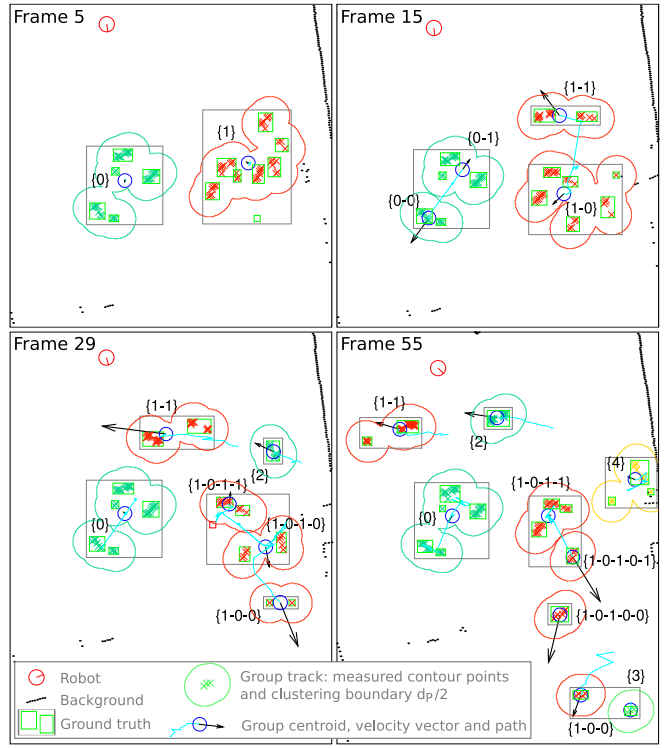 Frame 5
{1}
{0}
Frame 15
{1-1}
{0-1}
{0-0}
{1-0}
Frame 29
{1-1}
{2}
{1-0-1-1}
{0}
{1-0-1-0}
{1-0-0}
Frame 55
{1-1}
{2}
{4}
{1-0-1-1}
{0}
{1-0-1-0-1}
{1-0-1-0-0}
{3}
{1-0-0}
Robot
Background
Ground truth
Group track: measured contour points
and clustering boundary dP/2
Group centroid, velocity vector and path